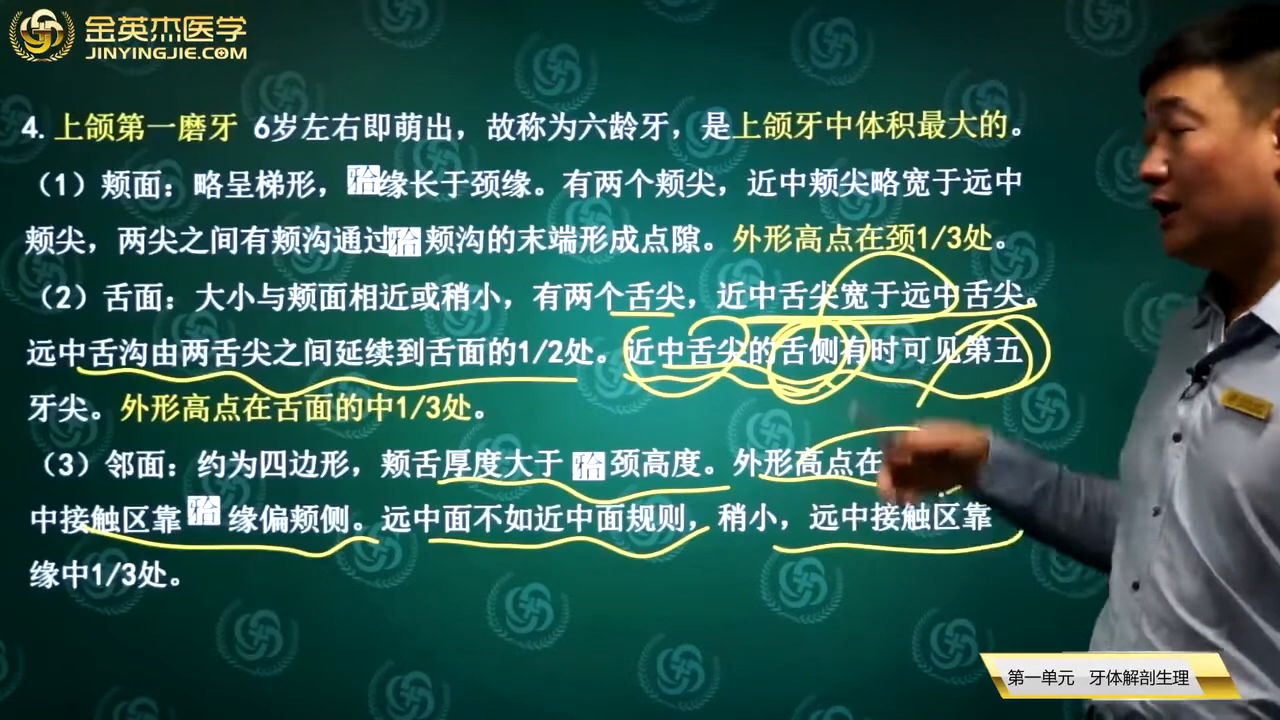 金英杰医学
JINYINGJIE.COM
4.上颌第一磨牙 6岁左右即萌出，故称为六龄牙，是上颌牙中体积最大的。
（1）颊面：略呈梯形，𬌗缘长于颈缘。有两个颊尖，近中颊尖略宽于远中
颊尖，两尖之间有颊沟通过𬌗颊沟的末端形成点隙。外形高点在颈1/3处。
（2）舌面：大小与颊面相近或稍小，有两个舌尖，近中舌尖宽于远中舌尖。
远中舌沟由两舌尖之间延续到舌面的1/2处。近中舌尖的舌侧有时可见第五
牙尖。外形高点在舌面的中1/3处。
（3）邻面：约为四边形，颊舌厚度大于𬌗颈高度。外形高点在
中接触区靠𬌗缘偏颊侧。远中面不如近中面规则，稍小，远中接触区靠
缘中1/3处。
第一单元 牙体解剖生理